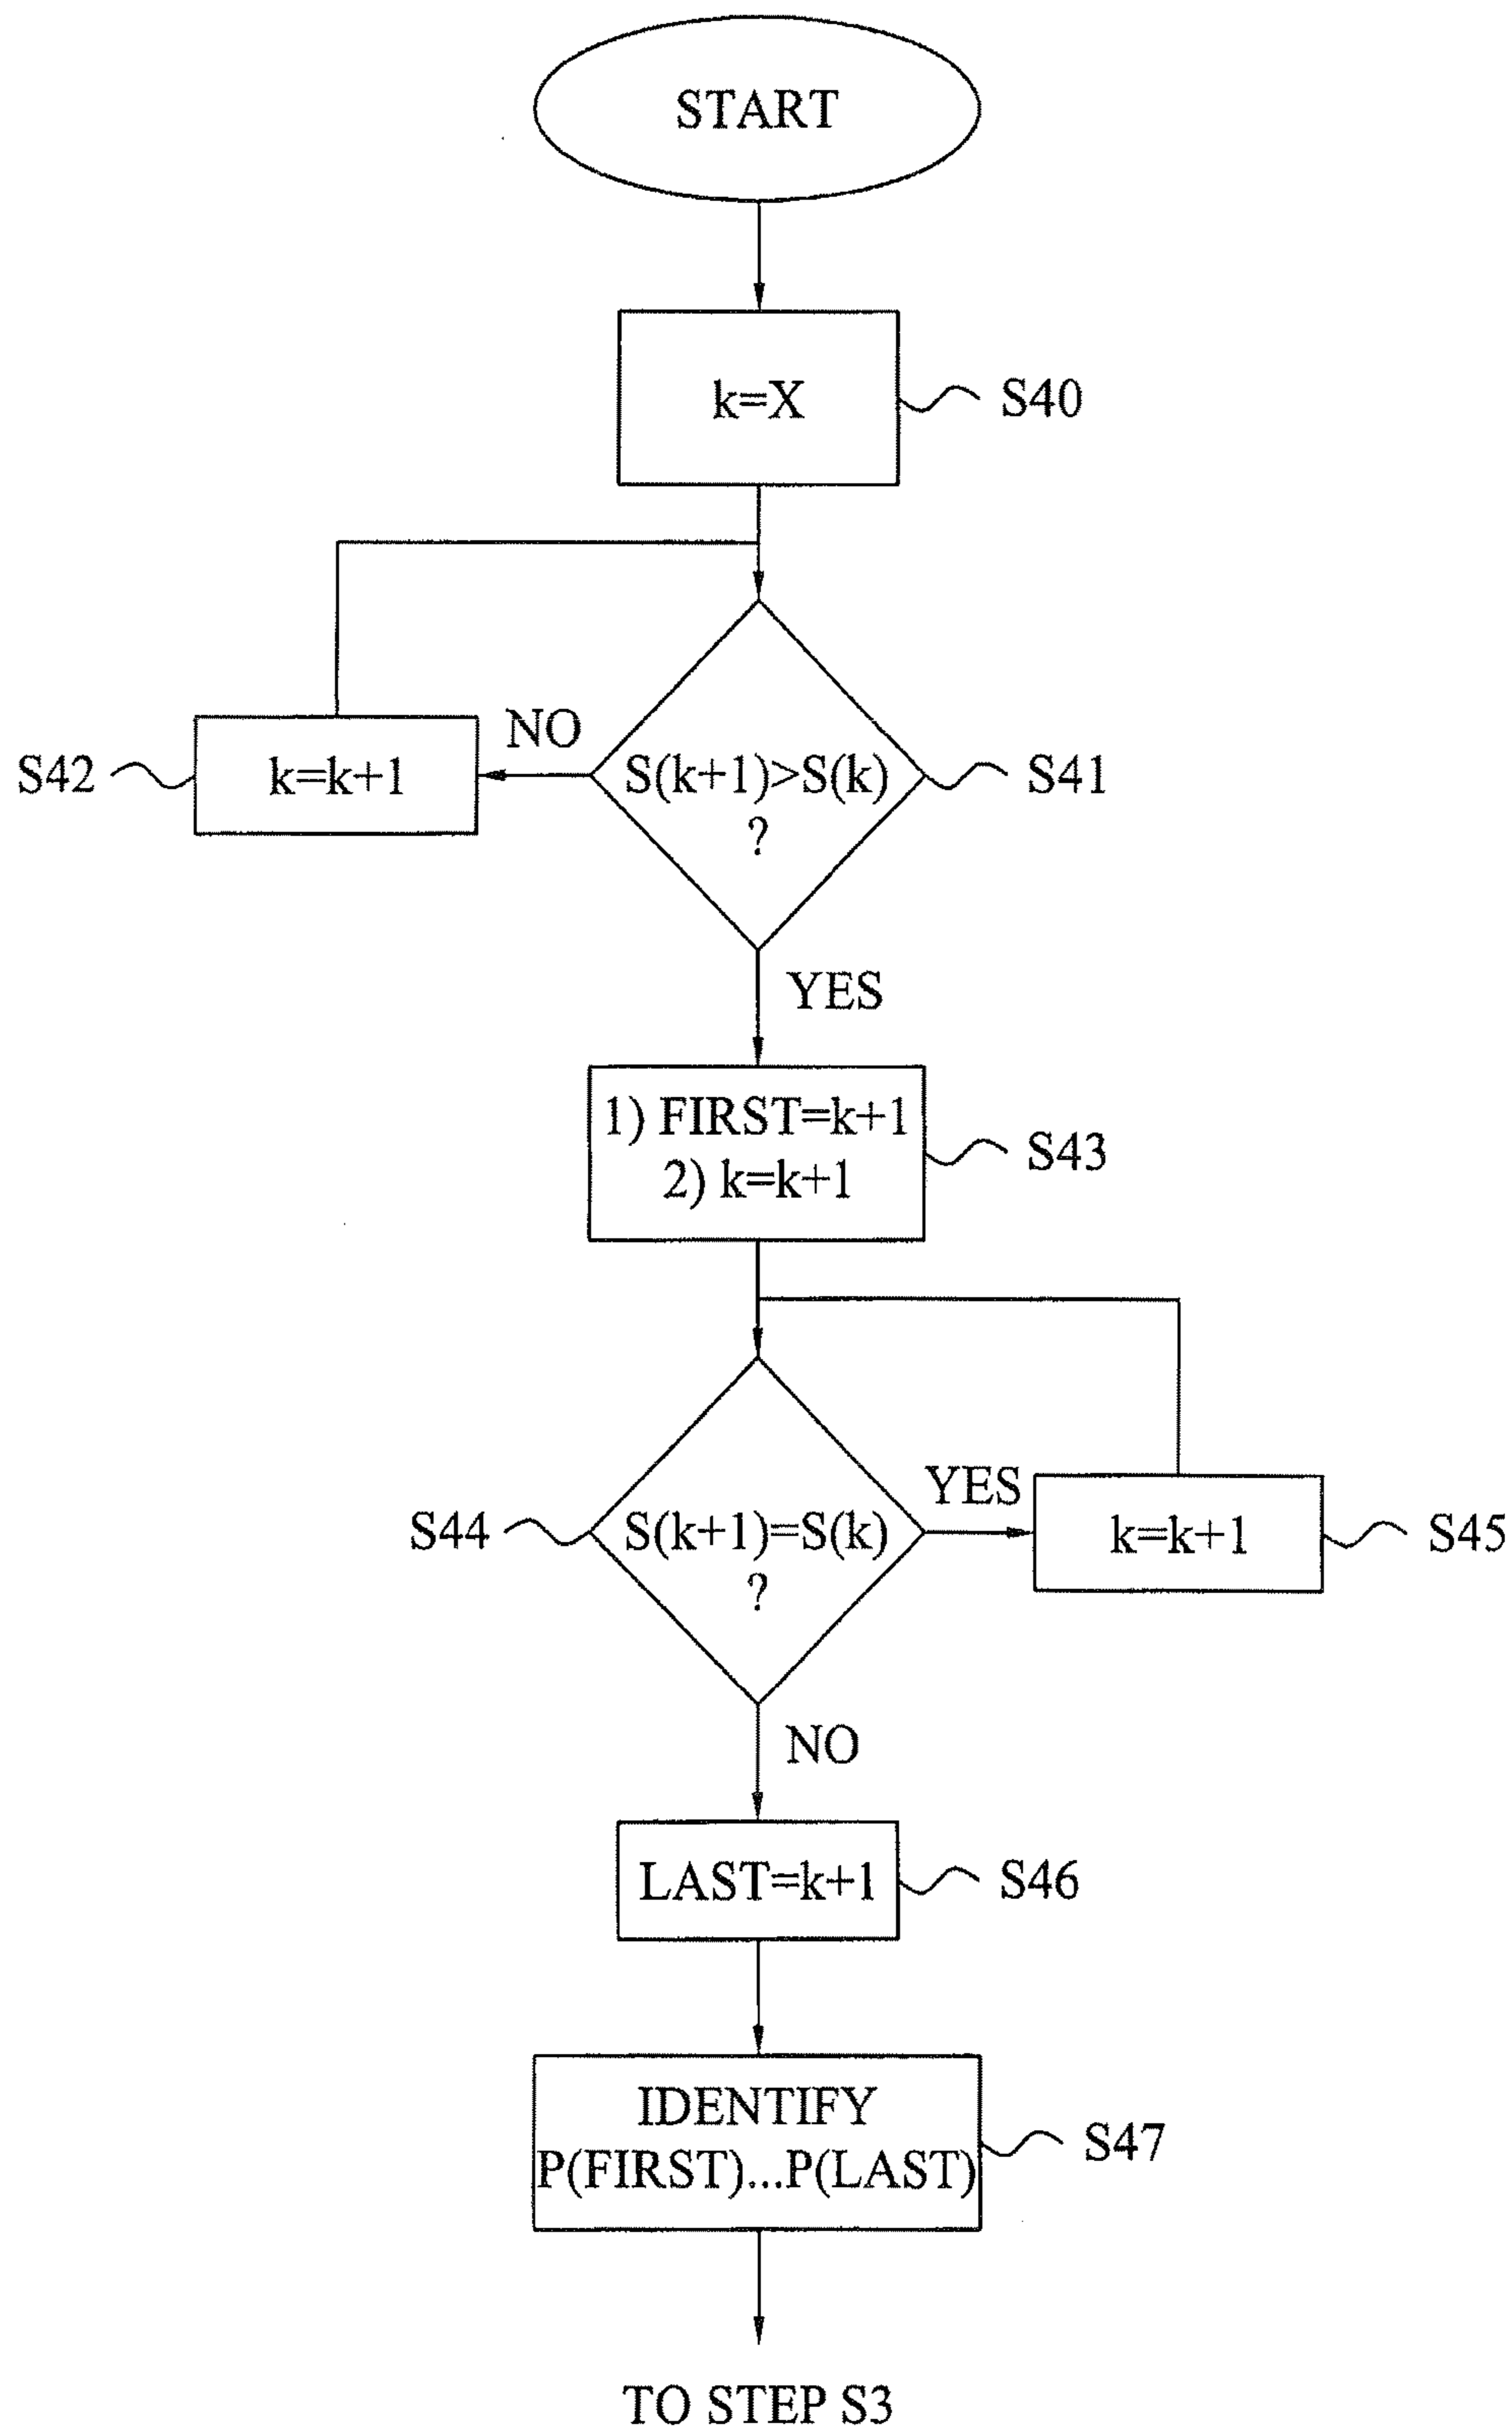 START
k=X
S40
NO
S42
k=k+1
S(k+1)>S(k)
?
S41
YES
1) FIRST=k+1
2) k=k+1
S43
S44
S(k+1)=S(k)
?
YES
k=k+1
S45
NO
LAST=k+1
S46
IDENTIFY
P(FIRST)...P(LAST)
S47
TO STEP S3